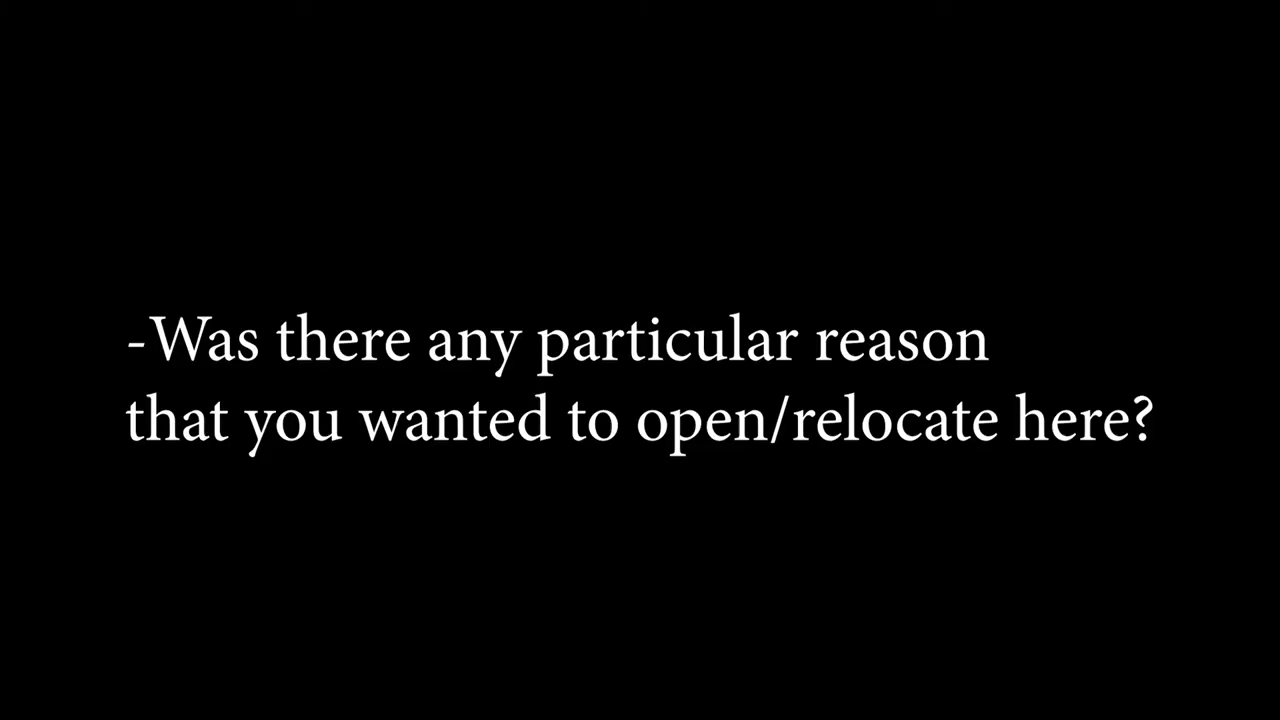 -Was there any particular reason
that you wanted to open/relocate here?